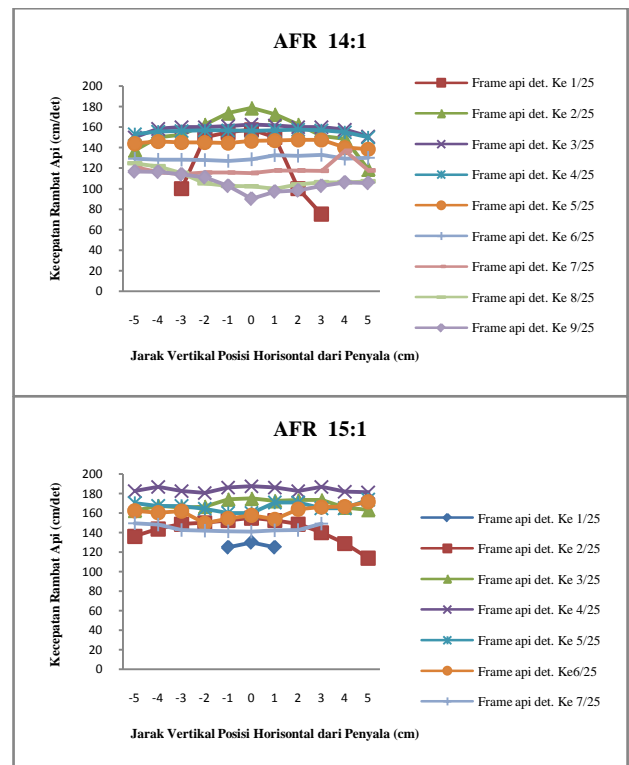 AFR 14:1
200
180
160
140
120
100
80
60
40
20
0
Kecepatan Rambat Api (cm/det)
-5 -4 -3 -2 -1 0 1 2 3 4 5
Jarak Vertikal Posisi Horisontal dari Penyala (cm)
Frame api det. Ke 1/25
Frame api det. Ke 2/25
Frame api det. Ke 3/25
Frame api det. Ke 4/25
Frame api det. Ke 5/25
Frame api det. Ke 6/25
Frame api det. Ke 7/25
Frame api det. Ke 8/25
Frame api det. Ke 9/25
AFR 15:1
200
180
160
140
120
100
80
60
40
20
0
Kecepatan Rambat Api (cm/det)
-5 -4 -3 -2 -1 0 1 2 3 4 5
Jarak Vertikal Posisi Horisontal dari Penyala (cm)
Frame api det. Ke 1/25
Frame api det. Ke 2/25
Frame api det. Ke 3/25
Frame api det. Ke 4/25
Frame api det. Ke 5/25
Frame api det. Ke6/25
Frame api det. Ke 7/25